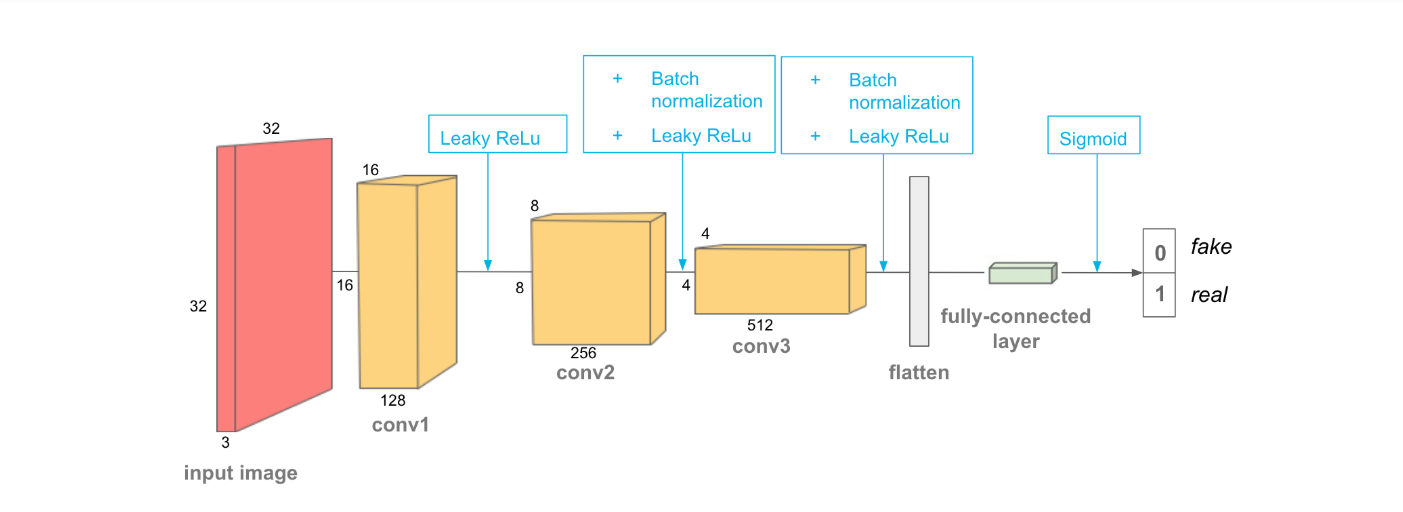 32
32
3
input image
16
16
128
conv1
Leaky ReLu
8
8
256
conv2
+ Batch
normalization
+ Leaky ReLu
4
4
512
conv3
+ Batch
normalization
+ Leaky ReLu
flatten
fully-connected
layer
Sigmoid
0 fake
1 real